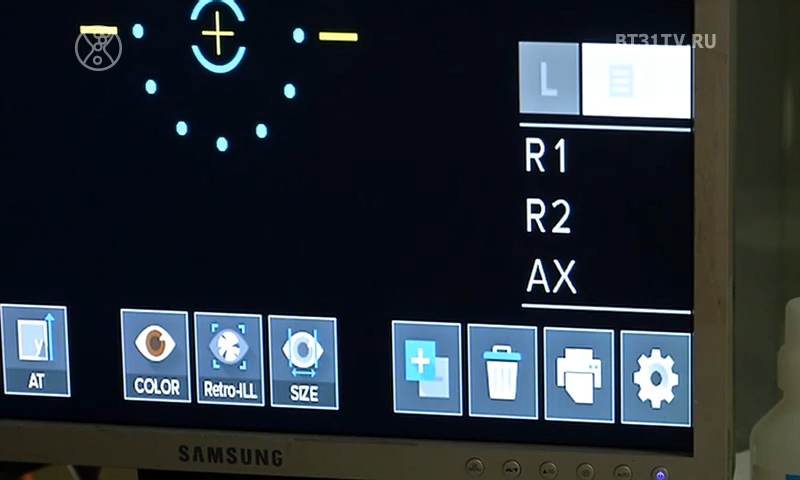 BT31TV.RU
L
R1
R2
AX
y
AT
COLOR
Retro-ILL
SIZE
SAMSUNG